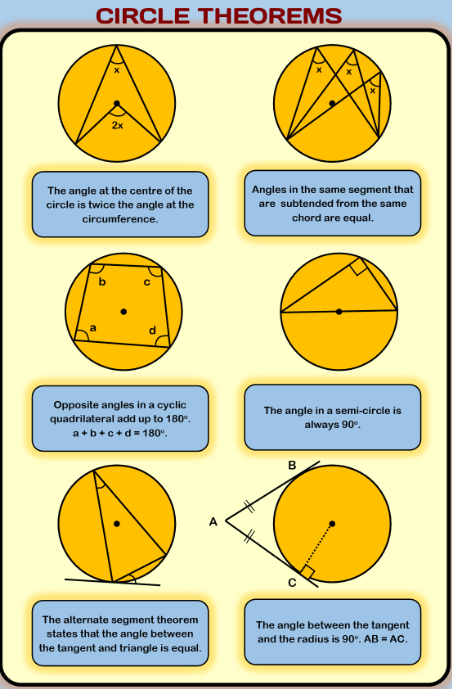 CIRCLE THEOREMS
x
2x
x
x
x
The angle at the centre of the
circle is twice the angle at the
circumference.
Angles in the same segment that
are subtended from the same
chord are equal.
b
c
a
d
Opposite angles in a cyclic
quadrilateral add up to 180°.
a + b + c + d = 180°.
The angle in a semi-circle is
always 90°.
B
A
C
The alternate segment theorem
states that the angle between
the tangent and triangle is equal.
The angle between the tangent
and the radius is 90°. AB = AC.